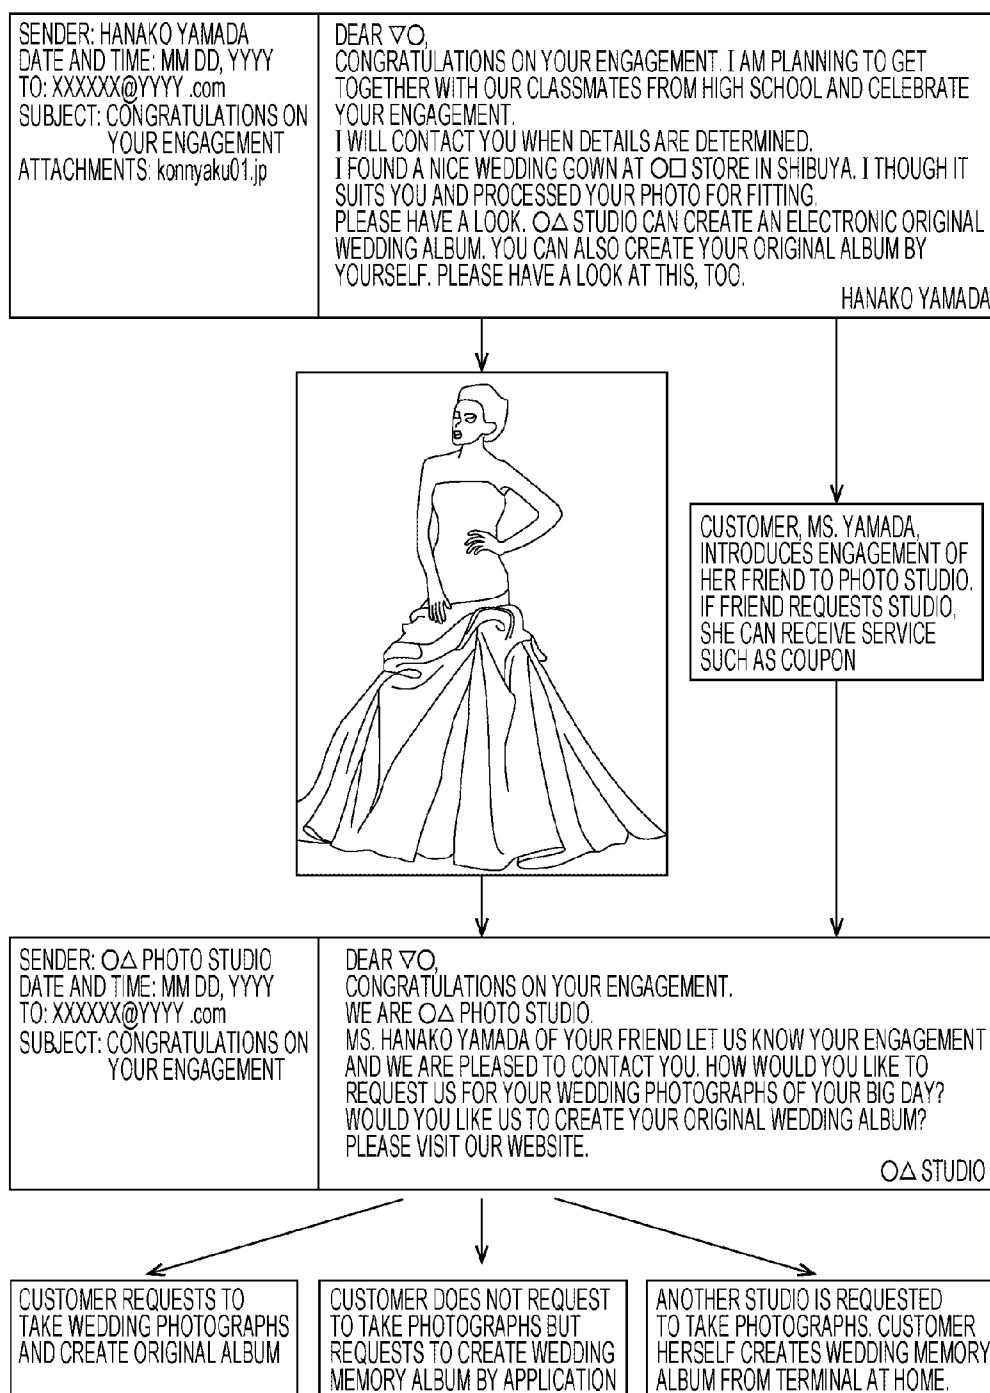 SENDER: HANAKO YAMADA
DATE AND TIME: MM DD, YYYY
TO: XXXXXX@YYYY .com
SUBJECT: CONGRATULATIONS ON
YOUR ENGAGEMENT
ATTACHMENTS: konnyaku01.jp
DEAR ▽○,
CONGRATULATIONS ON YOUR ENGAGEMENT. I AM PLANNING TO GET
TOGETHER WITH OUR CLASSMATES FROM HIGH SCHOOL AND CELEBRATE
YOUR ENGAGEMENT.
I WILL CONTACT YOU WHEN DETAILS ARE DETERMINED.
I FOUND A NICE WEDDING GOWN AT ○□ STORE IN SHIBUYA. I THOUGH IT
SUITS YOU AND PROCESSED YOUR PHOTO FOR FITTING.
PLEASE HAVE A LOOK. ○△ STUDIO CAN CREATE AN ELECTRONIC ORIGINAL
WEDDING ALBUM. YOU CAN ALSO CREATE YOUR ORIGINAL ALBUM BY
YOURSELF. PLEASE HAVE A LOOK AT THIS, TOO.
HANAKO YAMADA
CUSTOMER, MS. YAMADA,
INTRODUCES ENGAGEMENT OF
HER FRIEND TO PHOTO STUDIO.
IF FRIEND REQUESTS STUDIO,
SHE CAN RECEIVE SERVICE
SUCH AS COUPON
SENDER: ○△ PHOTO STUDIO
DATE AND TIME: MM DD, YYYY
TO: XXXXXX@YYYY .com
SUBJECT: CONGRATULATIONS ON
YOUR ENGAGEMENT
DEAR ▽○,
CONGRATULATIONS ON YOUR ENGAGEMENT.
WE ARE ○△ PHOTO STUDIO.
MS. HANAKO YAMADA OF YOUR FRIEND LET US KNOW YOUR ENGAGEMENT
AND WE ARE PLEASED TO CONTACT YOU. HOW WOULD YOU LIKE TO
REQUEST US FOR YOUR WEDDING PHOTOGRAPHS OF YOUR BIG DAY?
WOULD YOU LIKE US TO CREATE YOUR ORIGINAL WEDDING ALBUM?
PLEASE VISIT OUR WEBSITE.
○△ STUDIO
CUSTOMER REQUESTS TO
TAKE WEDDING PHOTOGRAPHS
AND CREATE ORIGINAL ALBUM
CUSTOMER DOES NOT REQUEST
TO TAKE PHOTOGRAPHS BUT
REQUESTS TO CREATE WEDDING
MEMORY ALBUM BY APPLICATION
ANOTHER STUDIO IS REQUESTED
TO TAKE PHOTOGRAPHS. CUSTOMER
HERSELF CREATES WEDDING MEMORY
ALBUM FROM TERMINAL AT HOME.